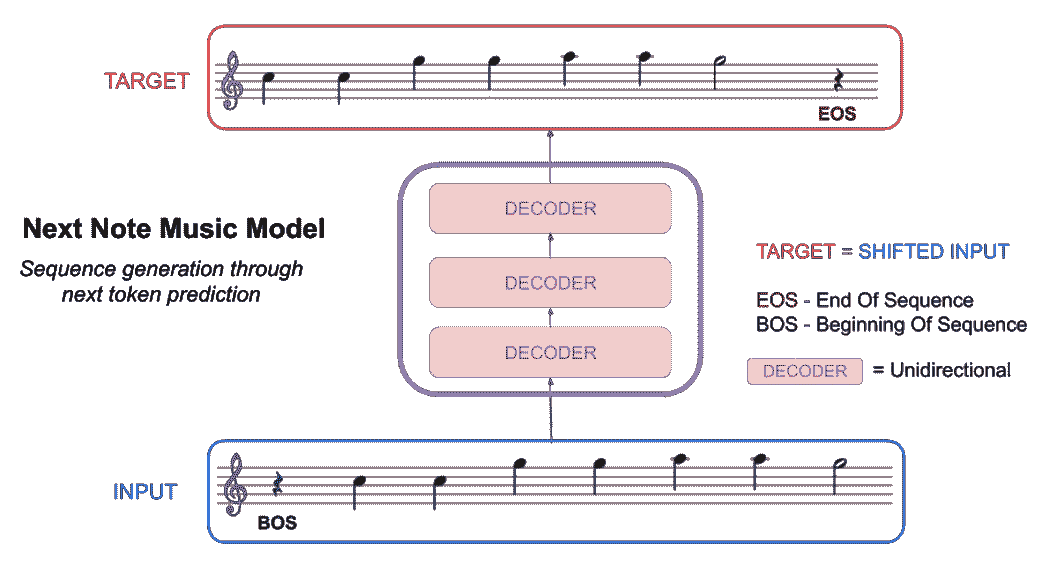 TARGET
EOS
DECODER
Next Note Music Model
Sequence generation through
next token prediction
DECODER
DECODER
TARGET = SHIFTED INPUT
EOS - End Of Sequence
BOS - Beginning Of Sequence
DECODER = Unidirectional
INPUT
BOS